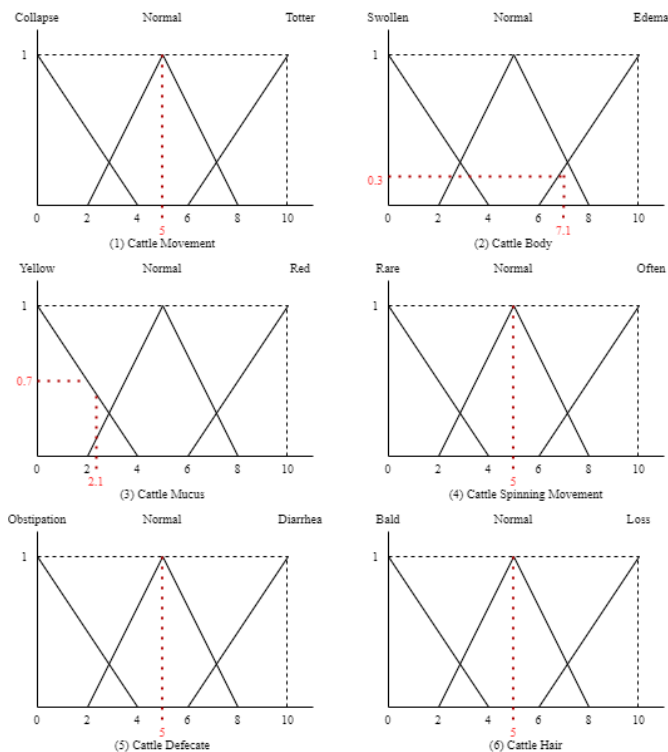 Collapse Normal Totter
1
0 2 4 5 6 8 10
(1) Cattle Movement
Swollen Normal Edema
1
0.3
0 2 4 6 7.1 8 10
(2) Cattle Body
Yellow Normal Red
1
0.7
0 2 2.1 4 6 8 10
(3) Cattle Mucus
Rare Normal Often
1
0 2 4 5 6 8 10
(4) Cattle Spinning Movement
Obstipation Normal Diarrhea
1
0 2 4 5 6 8 10
(5) Cattle Defecate
Bald Normal Loss
1
0 2 4 5 6 8 10
(6) Cattle Hair